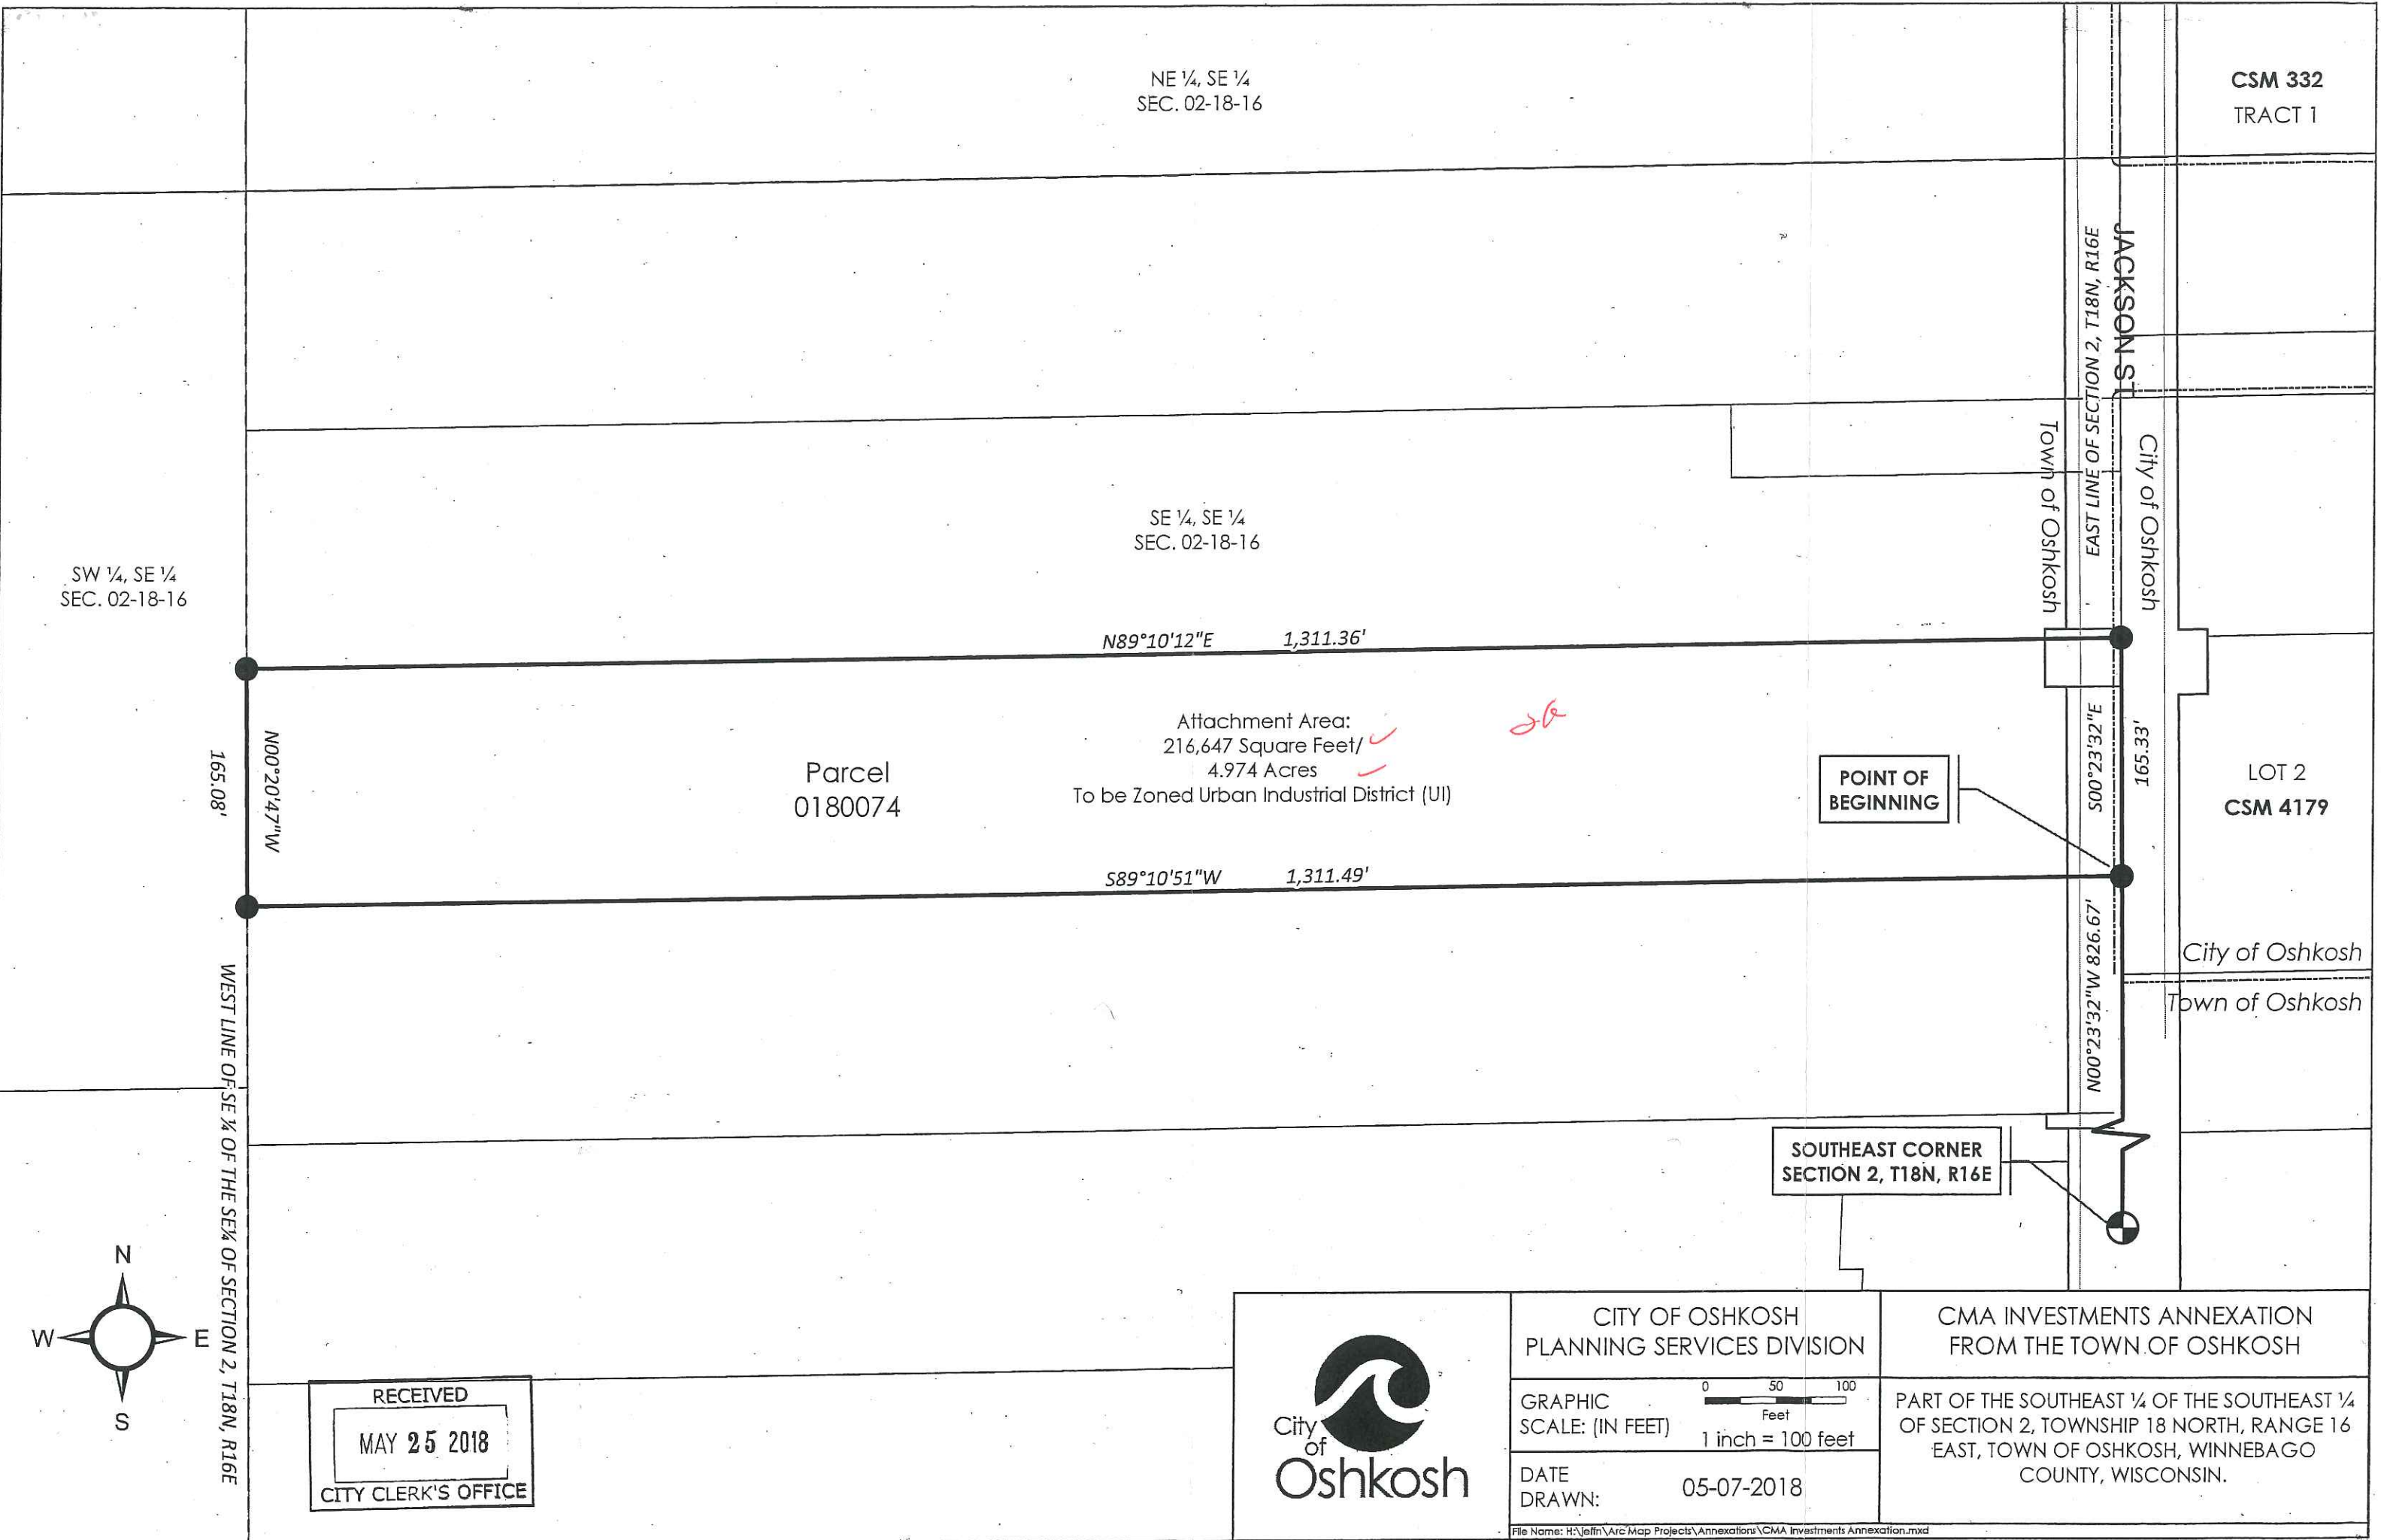 NE ¼, SE ¼
SEC. 02-18-16
CSM 332
TRACT 1
JACKSON ST
EAST LINE OF SECTION 2, T18N, R16E
Town of Oshkosh
City of Oshkosh
SE ¼, SE ¼
SEC. 02-18-16
SW ¼, SE ¼
SEC. 02-18-16
N89°10'12"E 1,311.36'
Attachment Area:
216,647 Square Feet/
4.974 Acres
To be Zoned Urban Industrial District (UI)
Parcel
0180074
N00°20'47"W
165.08'
POINT OF
BEGINNING
S00°23'32"E
165.33'
LOT 2
CSM 4179
S89°10'51"W 1,311.49'
N00°23'32"W 826.67'
City of Oshkosh
Town of Oshkosh
WEST LINE OF SE ¼ OF THE SE¼ OF SECTION 2, T18N, R16E
SOUTHEAST CORNER
SECTION 2, T18N, R16E
N
W E
S
RECEIVED
MAY 25 2018
CITY CLERK'S OFFICE
City
of
Oshkosh
CITY OF OSHKOSH
PLANNING SERVICES DIVISION
GRAPHIC
SCALE: (IN FEET)
0 50 100
Feet
1 inch = 100 feet
DATE
DRAWN:
05-07-2018
CMA INVESTMENTS ANNEXATION
FROM THE TOWN OF OSHKOSH
PART OF THE SOUTHEAST ¼ OF THE SOUTHEAST ¼
OF SECTION 2, TOWNSHIP 18 NORTH, RANGE 16
EAST, TOWN OF OSHKOSH, WINNEBAGO
COUNTY, WISCONSIN.
File Name: H:\jeffn\Arc Map Projects\Annexations\CMA Investments Annexation.mxd